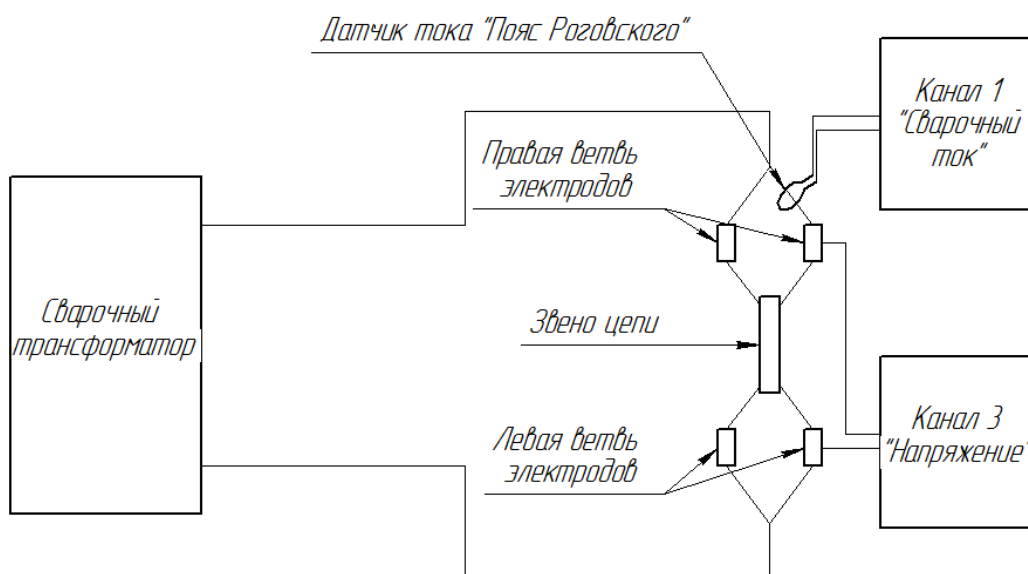 Датчик тока "Пояс Роговского"
Канал 1
"Сварочный
ток"
Правая ветвь
электродов
Сварочный
трансформатор
Звено цепи
Левая ветвь
электродов
Канал 3
"Напряжение"